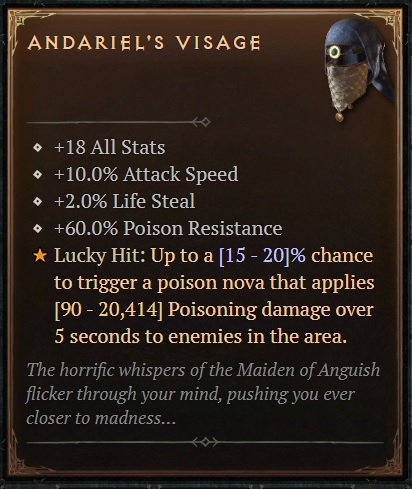 ANDARIEL'S VISAGE
+18 All Stats
+10.0% Attack Speed
+2.0% Life Steal
+60.0% Poison Resistance
Lucky Hit: Up to a [15 - 20]% chance
to trigger a poison nova that applies
[90 - 20,414] Poisoning damage over
5 seconds to enemies in the area.
The horrific whispers of the Maiden of Anguish
flicker through your mind, pushing you ever
closer to madness...